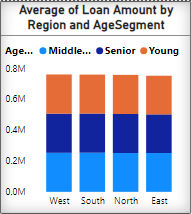 Average of Loan Amount by
Region and AgeSegment
Age... Middle... Senior Young
0.8M
0.6M
0.4M
0.2M
0.0M
West South North East